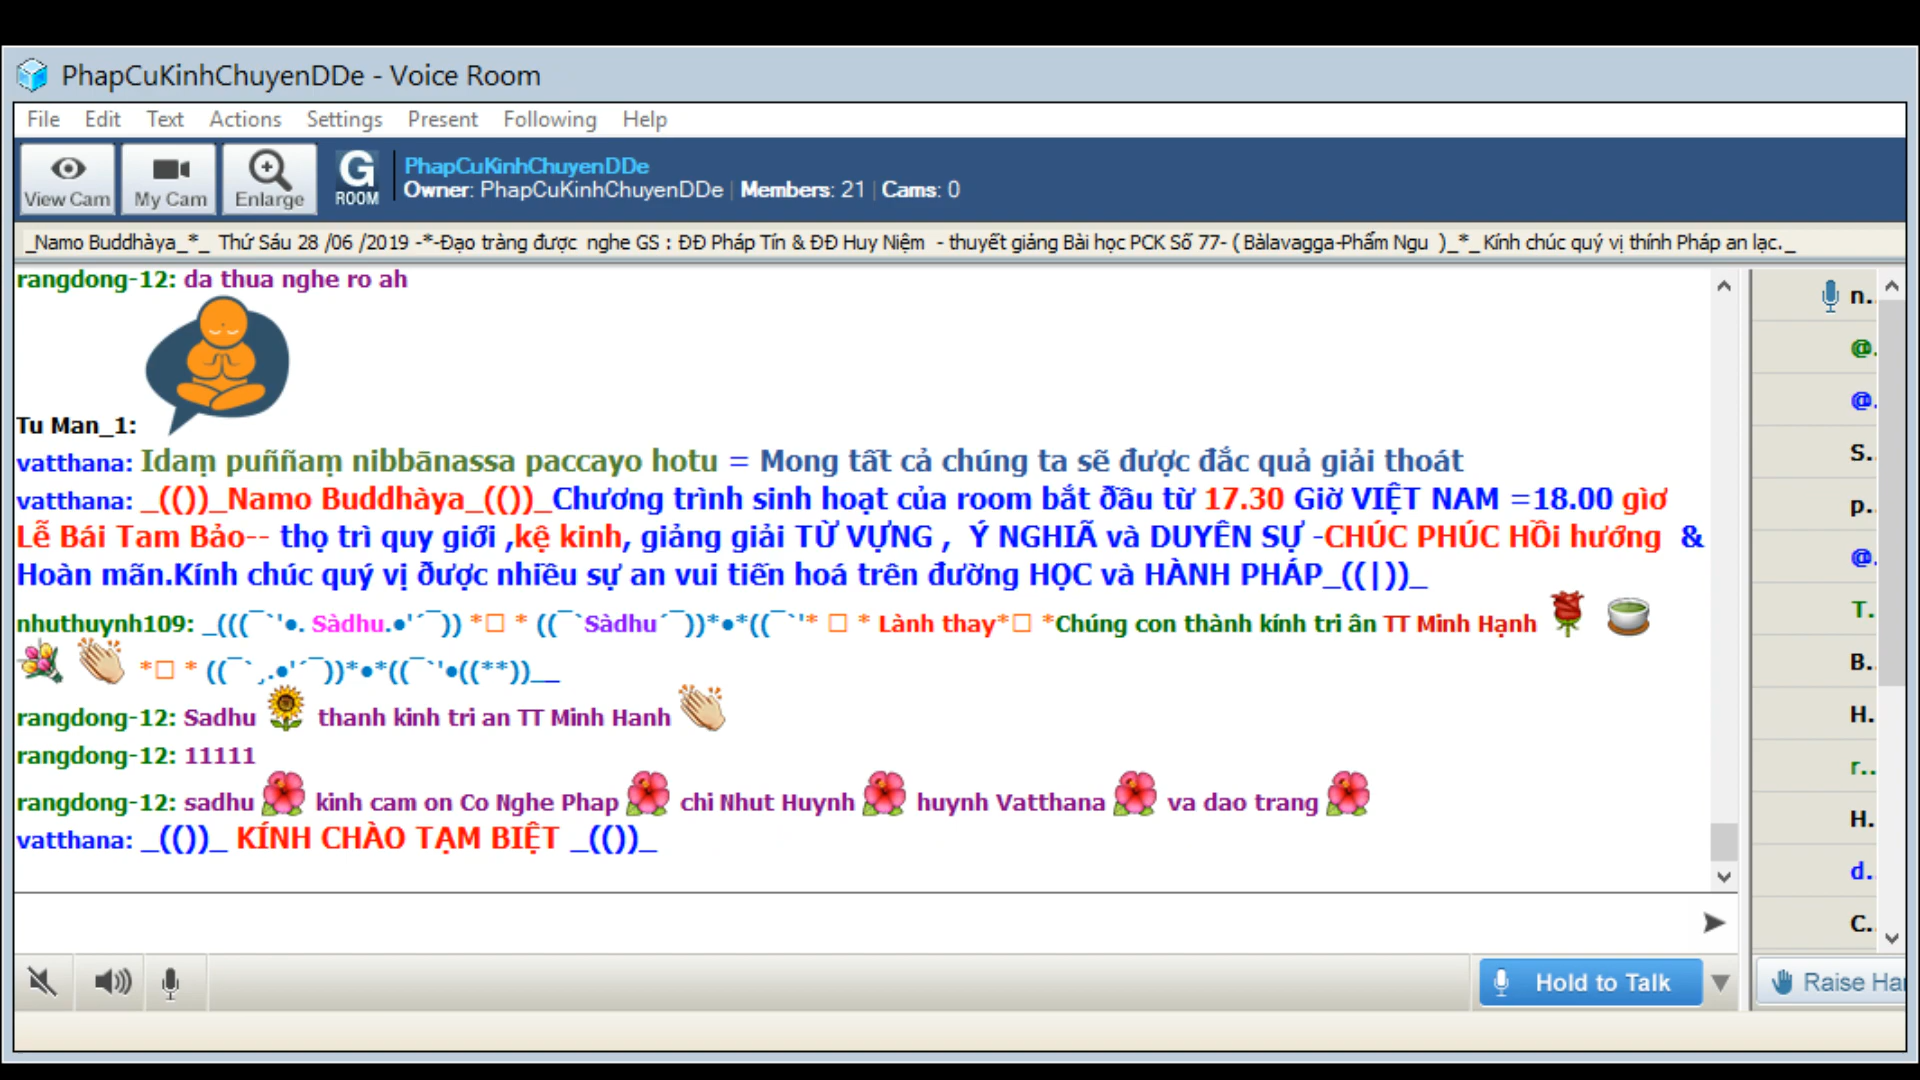 PhapCuKinhChuyenDDe - Voice Room
File Edit Text Actions Settings Present Following Help
View Cam My Cam Enlarge G ROOM
PhapCuKinhChuyenDDe
Owner: PhapCuKinhChuyenDDe | Members: 21 | Cams: 0
_Namo Buddhàya_*_ Thứ Sáu 28 /06 /2019 -*-Đạo tràng được nghe GS : ĐĐ Pháp Tín & ĐĐ Huy Niệm - thuyết giảng Bài học PCK Số 77- ( Bàlavagga-Phẩm Ngu )_*_ Kính chúc quý vị thính Pháp an lạc._
rangdong-12: da thua nghe ro ah
Tu Man_1:
vatthana: Idaṃ puññaṃ nibbānassa paccayo hotu = Mong tất cả chúng ta sẽ được đắc quả giải thoát
vatthana: _(())_Namo Buddhàya_(())_Chương trình sinh hoạt của room bắt ðầu từ 17.30 Giờ VIỆT NAM =18.00 gìơ
Lễ Bái Tam Bảo-- thọ trì quy giới ,kệ kinh, giảng giải TỪ VỰNG , Ý NGHIÃ và DUYÊN SỰ -CHÚC PHÚC HỒi hướng &
Hoàn mãn.Kính chúc quý vị ðược nhiều sự an vui tiến hoá trên đường HỌC và HÀNH PHÁP_((|))_
nhuthuynh109: _(((¯`'●. Sàdhu.●'´¯)) *□ * ((¯`Sàdhu´¯))*●*((¯`'* □ * Lành thay*□ *Chúng con thành kính tri ân TT Minh Hạnh
*□ * ((¯`¸.●'´¯))*●*((¯`'●((**))__
rangdong-12: Sadhu thanh kinh tri an TT Minh Hanh
rangdong-12: 11111
rangdong-12: sadhu kinh cam on Co Nghe Phap chi Nhut Huynh huynh Vatthana va dao trang
vatthana: _(())_ KÍNH CHÀO TẠM BIỆT _(())_
n..
@.
@.
S..
p..
@.
T..
B..
H.
r..
H.
d.
C..
Hold to Talk
Raise Ha